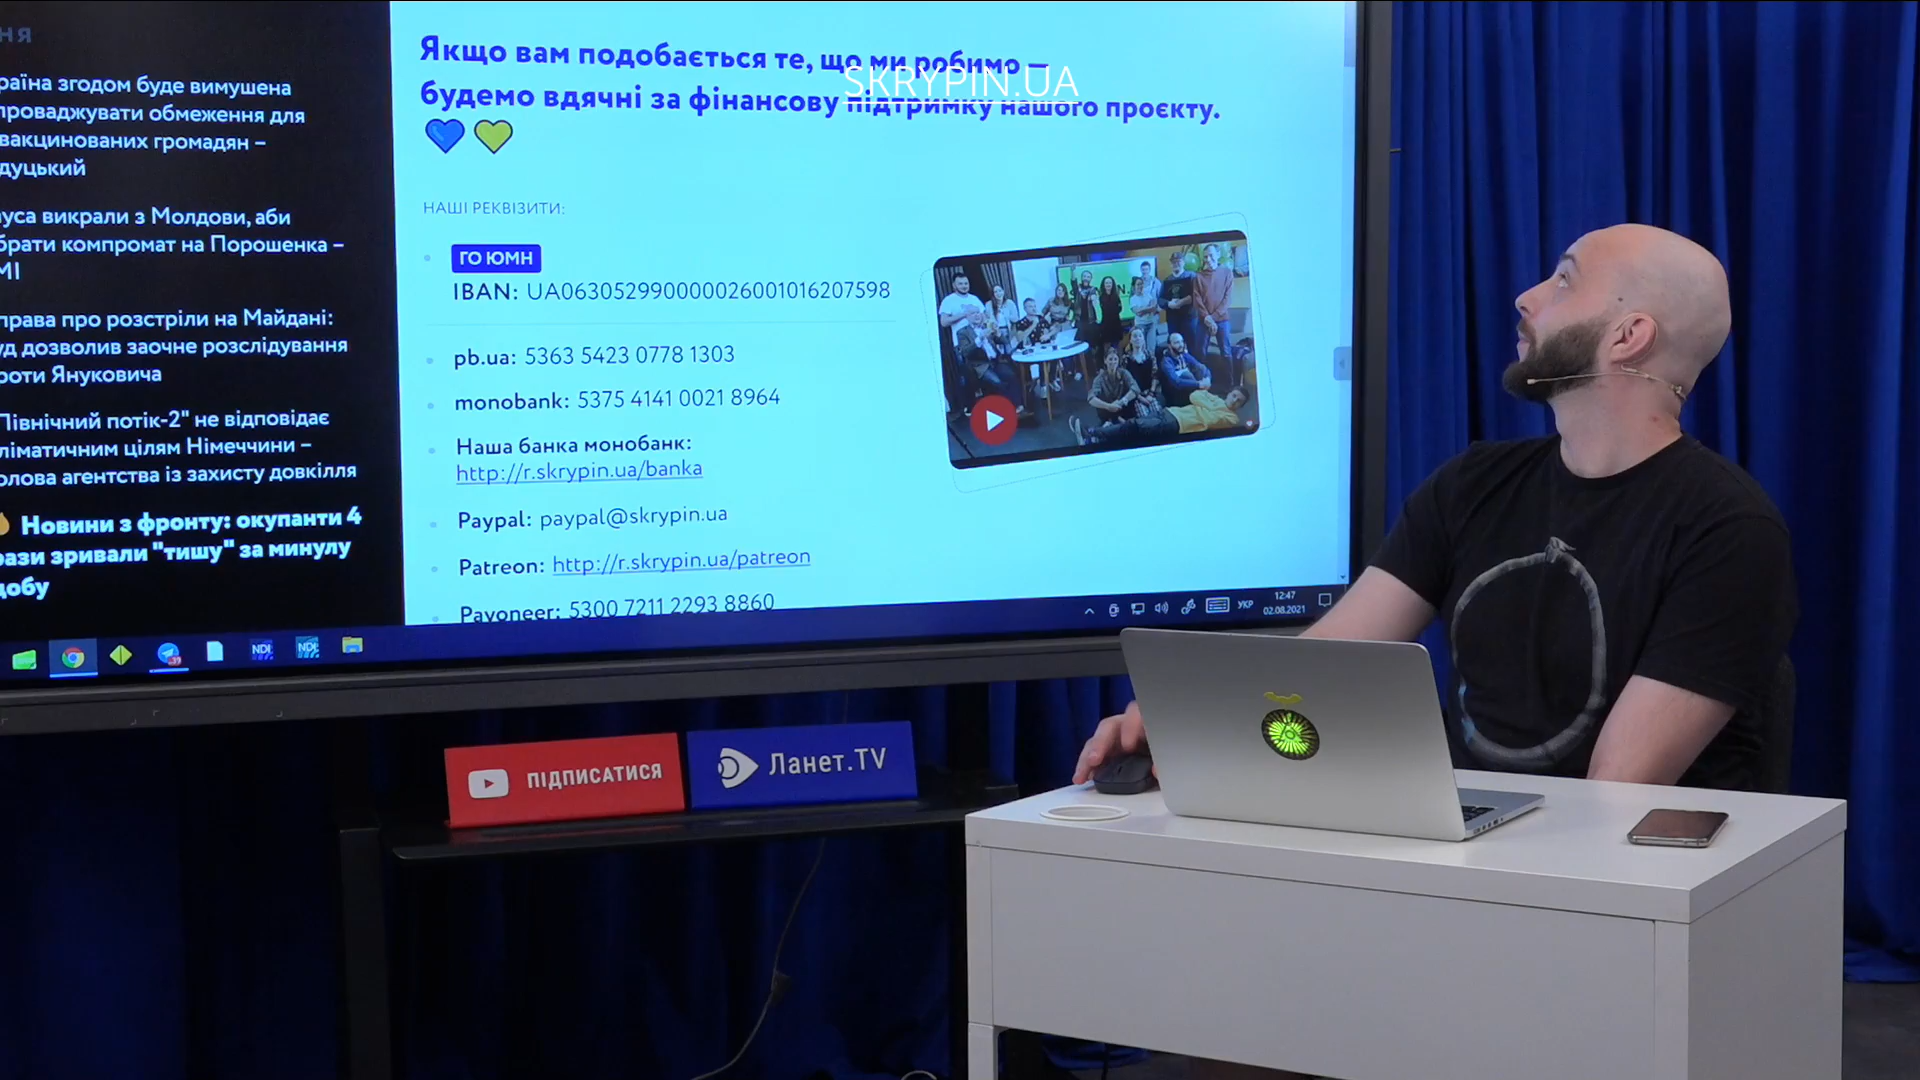 ня
раїна згодом буде вимушена
проваджувати обмеження для
вакцинованих громадян –
дуцький
уса викрали з Молдови, аби
брати компромат на Порошенка –
МІ
права про розстріли на Майдані:
уд дозволив заочне розслідування
роти Януковича
Північний потік-2" не відповідає
ліматичним цілям Німеччини –
олова агентства із захисту довкілля
Новини з фронту: окупанти 4
рази зривали "тишу" за минулу
добу
Якщо вам подобається те, що ми робимо –
будемо вдячні за фінансову підтримку нашого проєкту.
SKRYPIN.UA
НАШІ РЕКВІЗИТИ:
ГО ЮМН
IBAN: UA063052990000026001016207598
pb.ua: 5363 5423 0778 1303
monobank: 5375 4141 0021 8964
Наша банка монобанк:
http://r.skrypin.ua/banka
Paypal: paypal@skrypin.ua
Patreon: http://r.skrypin.ua/patreon
Payoneer: 5300 7211 2293 8860
NDI
NDI
УКР
12:47
02.08.2021
ПІДПИСАТИСЯ
Ланет.TV